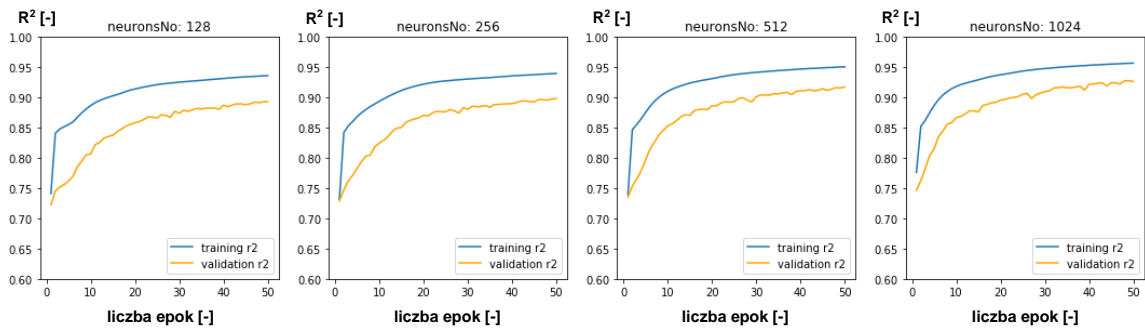 R² [-]
neuronsNo: 128
1.00
0.95
0.90
0.85
0.80
0.75
0.70
0.65
0.60
training r2
validation r2
0 10 20 30 40 50
liczba epok [-]
R² [-]
neuronsNo: 256
1.00
0.95
0.90
0.85
0.80
0.75
0.70
0.65
0.60
training r2
validation r2
0 10 20 30 40 50
liczba epok [-]
R² [-]
neuronsNo: 512
1.00
0.95
0.90
0.85
0.80
0.75
0.70
0.65
0.60
training r2
validation r2
0 10 20 30 40 50
liczba epok [-]
R² [-]
neuronsNo: 1024
1.00
0.95
0.90
0.85
0.80
0.75
0.70
0.65
0.60
training r2
validation r2
0 10 20 30 40 50
liczba epok [-]